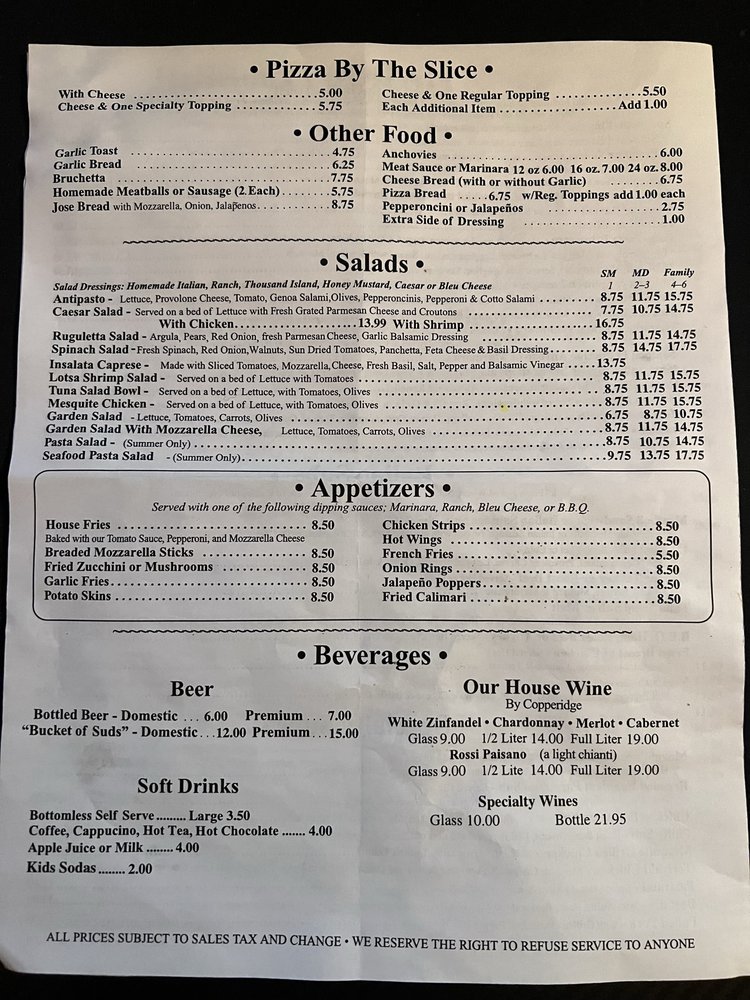 • Pizza By The Slice •
With Cheese ................................5.00
Cheese & One Specialty Topping .............5.75
Cheese & One Regular Topping ..............5.50
Each Additional Item .................... Add 1.00
• Other Food •
Garlic Toast ................................4.75
Garlic Bread ................................6.25
Bruchetta ................................7.75
Homemade Meatballs or Sausage (2 Each) .........5.75
Jose Bread with Mozzarella, Onion, Jalapenos..............8.75
Anchovies ................................6.00
Meat Sauce or Marinara 12 oz 6.00 16 oz. 7.00 24 oz. 8.00
Cheese Bread (with or without Garlic) ............6.75
Pizza Bread .....6.75 w/Reg. Toppings add 1.00 each
Pepperoncini or Jalapeños ....................2.75
Extra Side of Dressing ....................1.00
• Salads •
SM MD Family
Salad Dressings: Homemade Italian, Ranch, Thousand Island, Honey Mustard, Caesar or Bleu Cheese 1 2–3 4–6
Antipasto - Lettuce, Provolone Cheese, Tomato, Genoa Salami,Olives, Pepperoncinis, Pepperoni & Cotto Salami ......... 8.75 11.75 15.75
Caesar Salad - Served on a bed of Lettuce with Fresh Grated Parmesan Cheese and Croutons ................ 7.75 10.75 14.75
With Chicken....................13.99 With Shrimp ....................16.75
Ruguletta Salad - Argula, Pears, Red Onion, fresh Parmesan Cheese, Garlic Balsamic Dressing ................ 8.75 11.75 14.75
Spinach Salad - Fresh Spinach, Red Onion,Walnuts, Sun Dried Tomatoes, Panchetta, Feta Cheese & Basil Dressing......... 8.75 14.75 17.75
Insalata Caprese - Made with Sliced Tomatoes, Mozzarella,Cheese, Fresh Basil, Salt, Pepper and Balsamic Vinegar .....13.75
Lotsa Shrimp Salad - Served on a bed of Lettuce with Tomatoes ................................ 8.75 11.75 15.75
Tuna Salad Bowl - Served on a bed of Lettuce, with Tomatoes, Olives ................................ 8.75 11.75 15.75
Mesquite Chicken - Served on a bed of Lettuce, with Tomatoes, Olives ................................ 8.75 11.75 15.75
Garden Salad - Lettuce, Tomatoes, Carrots, Olives ................................ 6.75 8.75 10.75
Garden Salad With Mozzarella Cheese, Lettuce, Tomatoes, Carrots, Olives ................................ 8.75 11.75 14.75
Pasta Salad - (Summer Only) ................................8.75 10.75 14.75
Seafood Pasta Salad - (Summer Only)................................9.75 13.75 17.75
• Appetizers •
Served with one of the following dipping sauces; Marinara, Ranch, Bleu Cheese, or B.B.Q.
House Fries ................................ 8.50
Baked with our Tomato Sauce, Pepperoni, and Mozzarella Cheese
Breaded Mozzarella Sticks ................ 8.50
Fried Zucchini or Mushrooms ............. 8.50
Garlic Fries................................ 8.50
Potato Skins ................................ 8.50
Chicken Strips ................................8.50
Hot Wings ................................8.50
French Fries ................................5.50
Onion Rings ................................8.50
Jalapeño Poppers................................8.50
Fried Calimari ................................8.50
• Beverages •
Beer
Bottled Beer - Domestic ... 6.00 Premium ... 7.00
“Bucket of Suds” - Domestic...12.00 Premium...15.00
Soft Drinks
Bottomless Self Serve......... Large 3.50
Coffee, Cappucino, Hot Tea, Hot Chocolate ....... 4.00
Apple Juice or Milk ........ 4.00
Kids Sodas ........ 2.00
Our House Wine
By Copperidge
White Zinfandel • Chardonnay • Merlot • Cabernet
Glass 9.00 1/2 Liter 14.00 Full Liter 19.00
Rossi Paisano (a light chianti)
Glass 9.00 1/2 Lite 14.00 Full Liter 19.00
Specialty Wines
Glass 10.00 Bottle 21.95
ALL PRICES SUBJECT TO SALES TAX AND CHANGE • WE RESERVE THE RIGHT TO REFUSE SERVICE TO ANYONE